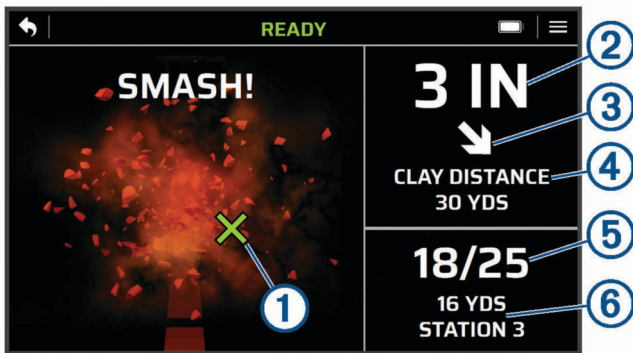 READY
SMASH!
3 IN
CLAY DISTANCE
30 YDS
18/25
16 YDS
STATION 3
1
2
3
4
5
6